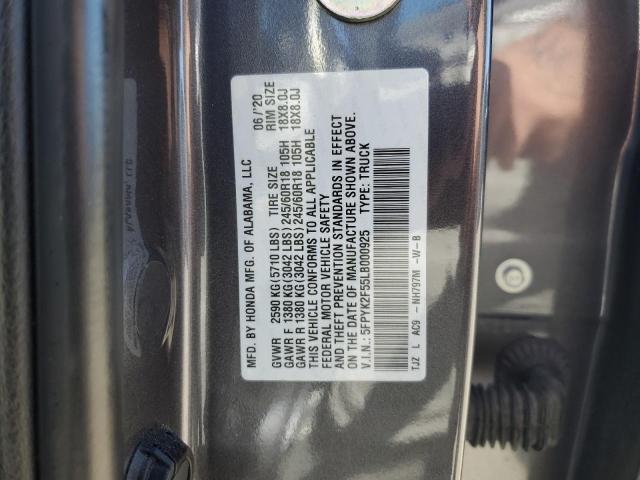 MFD. BY HONDA MFG. OF ALABAMA, LLC 06/'20
GVWR 2590 KG(5710 LBS) TIRE SIZE RIM SIZE
GAWR F 1380 KG(3042 LBS)245/60R18 105H 18X8.0J
GAWR R 1380 KG(3042 LBS)245/60R18 105H 18X8.0J
THIS VEHICLE CONFORMS TO ALL APPLICABLE
FEDERAL MOTOR VEHICLE SAFETY
AND THEFT PREVENTION STANDARDS IN EFFECT
ON THE DATE OF MANUFACTURE SHOWN ABOVE.
V.I.N.: 5FPYK2F55LB000925 TYPE: TRUCK
TJZ L AC9 - NH797M -W-B